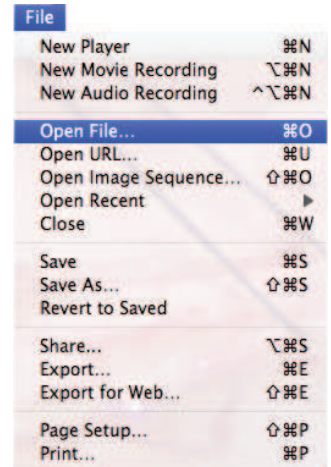 File
New Player ⌘N
New Movie Recording ⌥⌘N
New Audio Recording ^⌥⌘N
Open File... ⌘O
Open URL... ⌘U
Open Image Sequence... ⇧⌘O
Open Recent ▶
Close ⌘W
Save ⌘S
Save As... ⇧⌘S
Revert to Saved
Share... ⌥⌘S
Export... ⌘E
Export for Web... ⇧⌘E
Page Setup... ⇧⌘P
Print... ⌘P